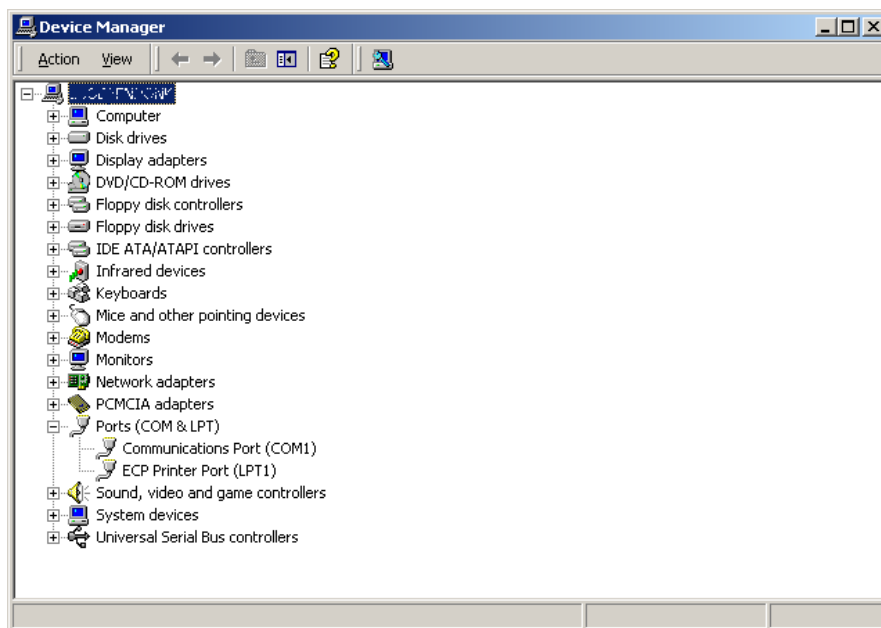 Device Manager
Action View
Computer
Disk drives
Display adapters
DVD/CD-ROM drives
Floppy disk controllers
Floppy disk drives
IDE ATA/ATAPI controllers
Infrared devices
Keyboards
Mice and other pointing devices
Modems
Monitors
Network adapters
PCMCIA adapters
Ports (COM & LPT)
Communications Port (COM1)
ECP Printer Port (LPT1)
Sound, video and game controllers
System devices
Universal Serial Bus controllers